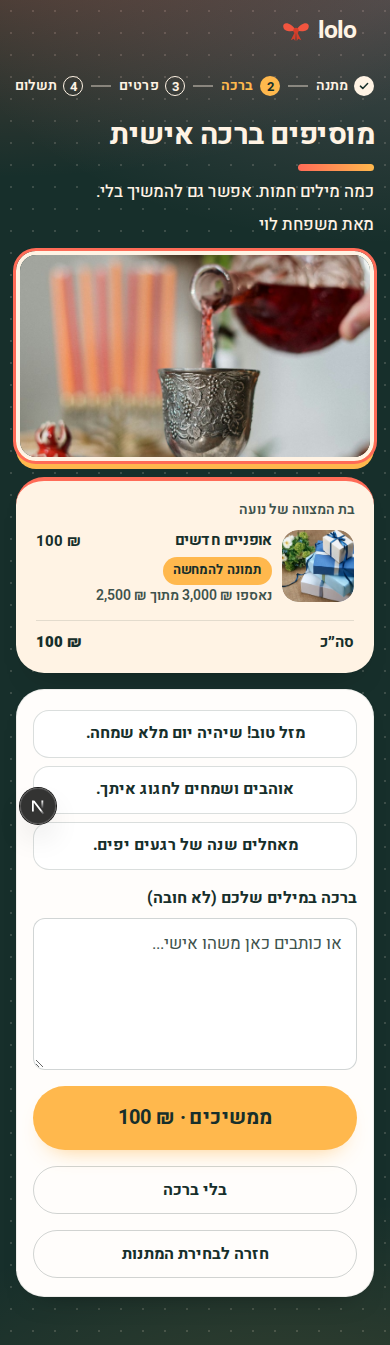 lolo
מתנה
2 ברכה
3 פרטים
4 תשלום
מוסיפים ברכה אישית
כמה מילים חמות. אפשר גם להמשיך בלי.
מאת משפחת לוי
בת המצווה של נועה
אופניים חדשים
100 ₪
תמונה להמחשה
נאספו 3,000 ₪ מתוך 2,500 ₪
סה״כ
100 ₪
מזל טוב! שיהיה יום מלא שמחה.
אוהבים ושמחים לחגוג איתך.
N
מאחלים שנה של רגעים יפים.
ברכה במילים שלכם (לא חובה)
או כותבים כאן משהו אישי...
ממשיכים · 100 ₪
בלי ברכה
חזרה לבחירת המתנות